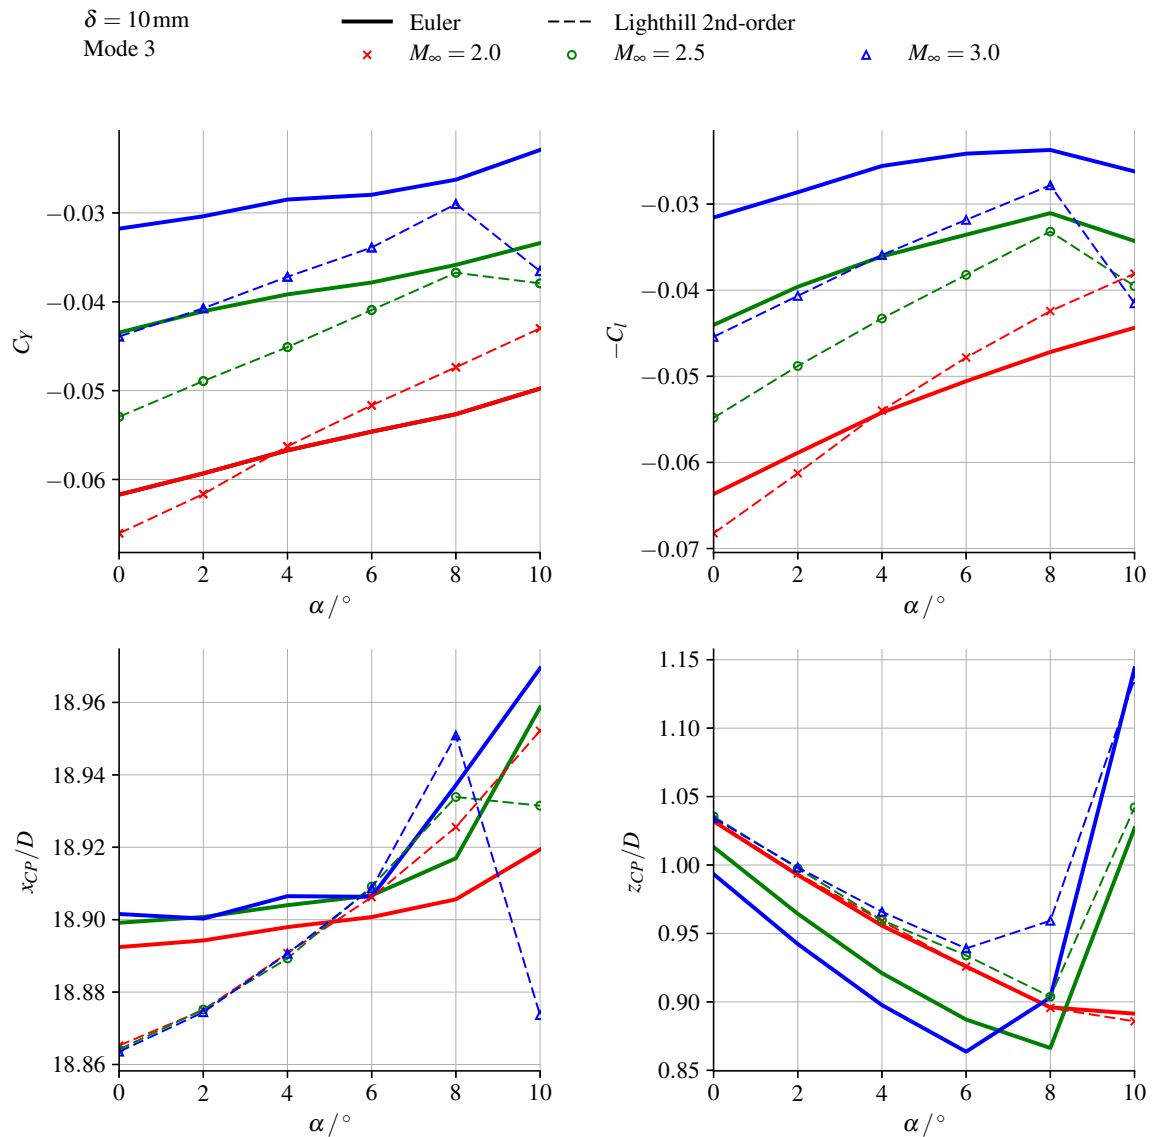 δ = 10 mm
Mode 3
Euler
Lighthill 2nd-order
M∞ = 2.0
M∞ = 2.5
M∞ = 3.0
C_Y
−0.03
−0.04
−0.05
−0.06
0 2 4 6 8 10
α/°
−C_l
−0.03
−0.04
−0.05
−0.06
−0.07
0 2 4 6 8 10
α/°
x_CP/D
18.96
18.94
18.92
18.90
18.88
18.86
0 2 4 6 8 10
α/°
z_CP/D
1.15
1.10
1.05
1.00
0.95
0.90
0.85
0 2 4 6 8 10
α/°